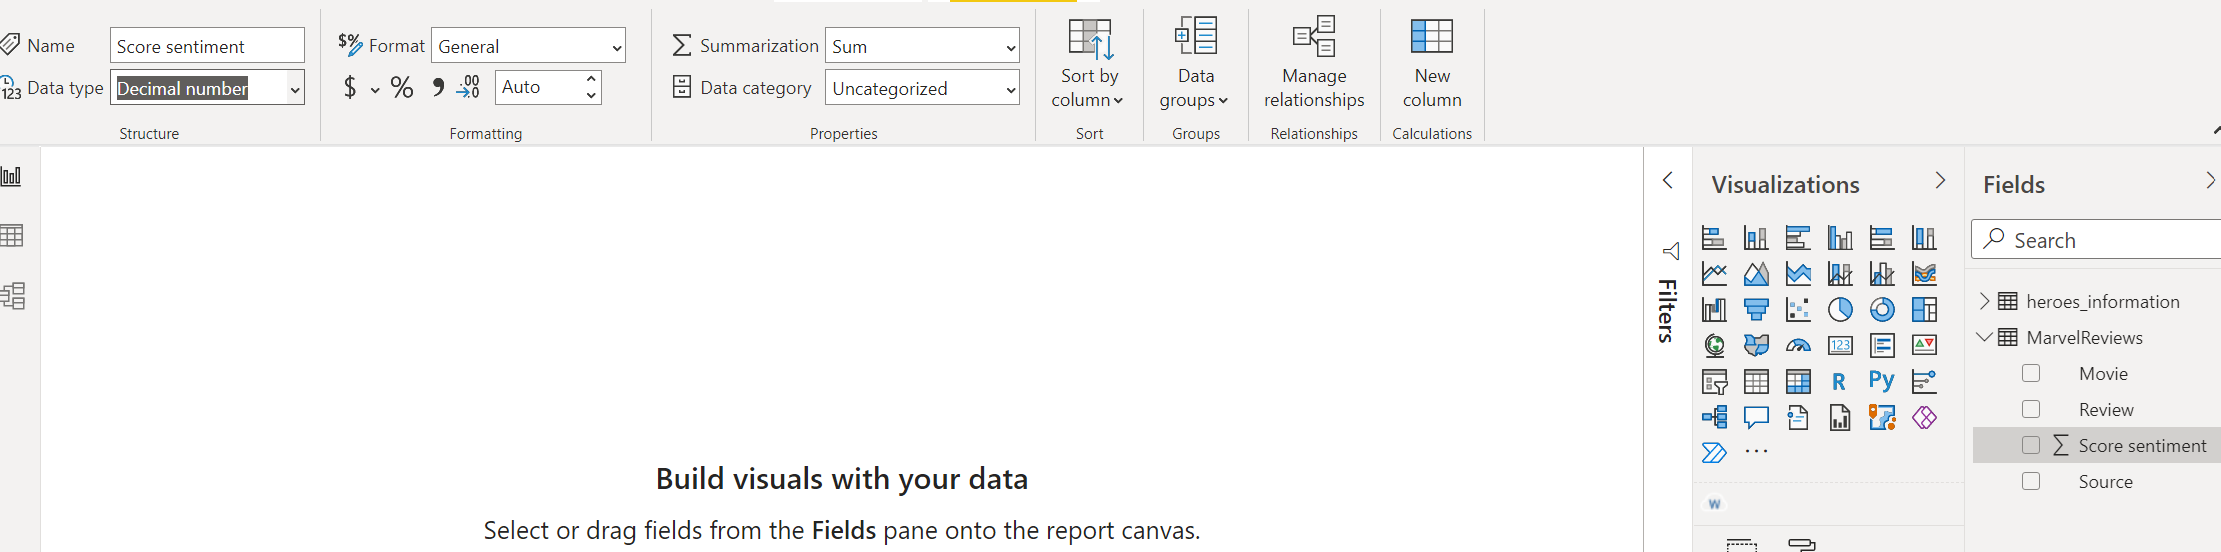 Name
Score sentiment
Data type
Decimal number
Structure
$% Format
General
$ % , .00 .0
Auto
Formatting
Summarization
Sum
Data category
Uncategorized
Properties
Sort by
column
Sort
Data
groups
Groups
Manage
relationships
Relationships
New
column
Calculations
Build visuals with your data
Select or drag fields from the Fields pane onto the report canvas.
Filters
Visualizations
123
R
Py
W
Fields
Search
heroes_information
MarvelReviews
Movie
Review
Score sentiment
Source